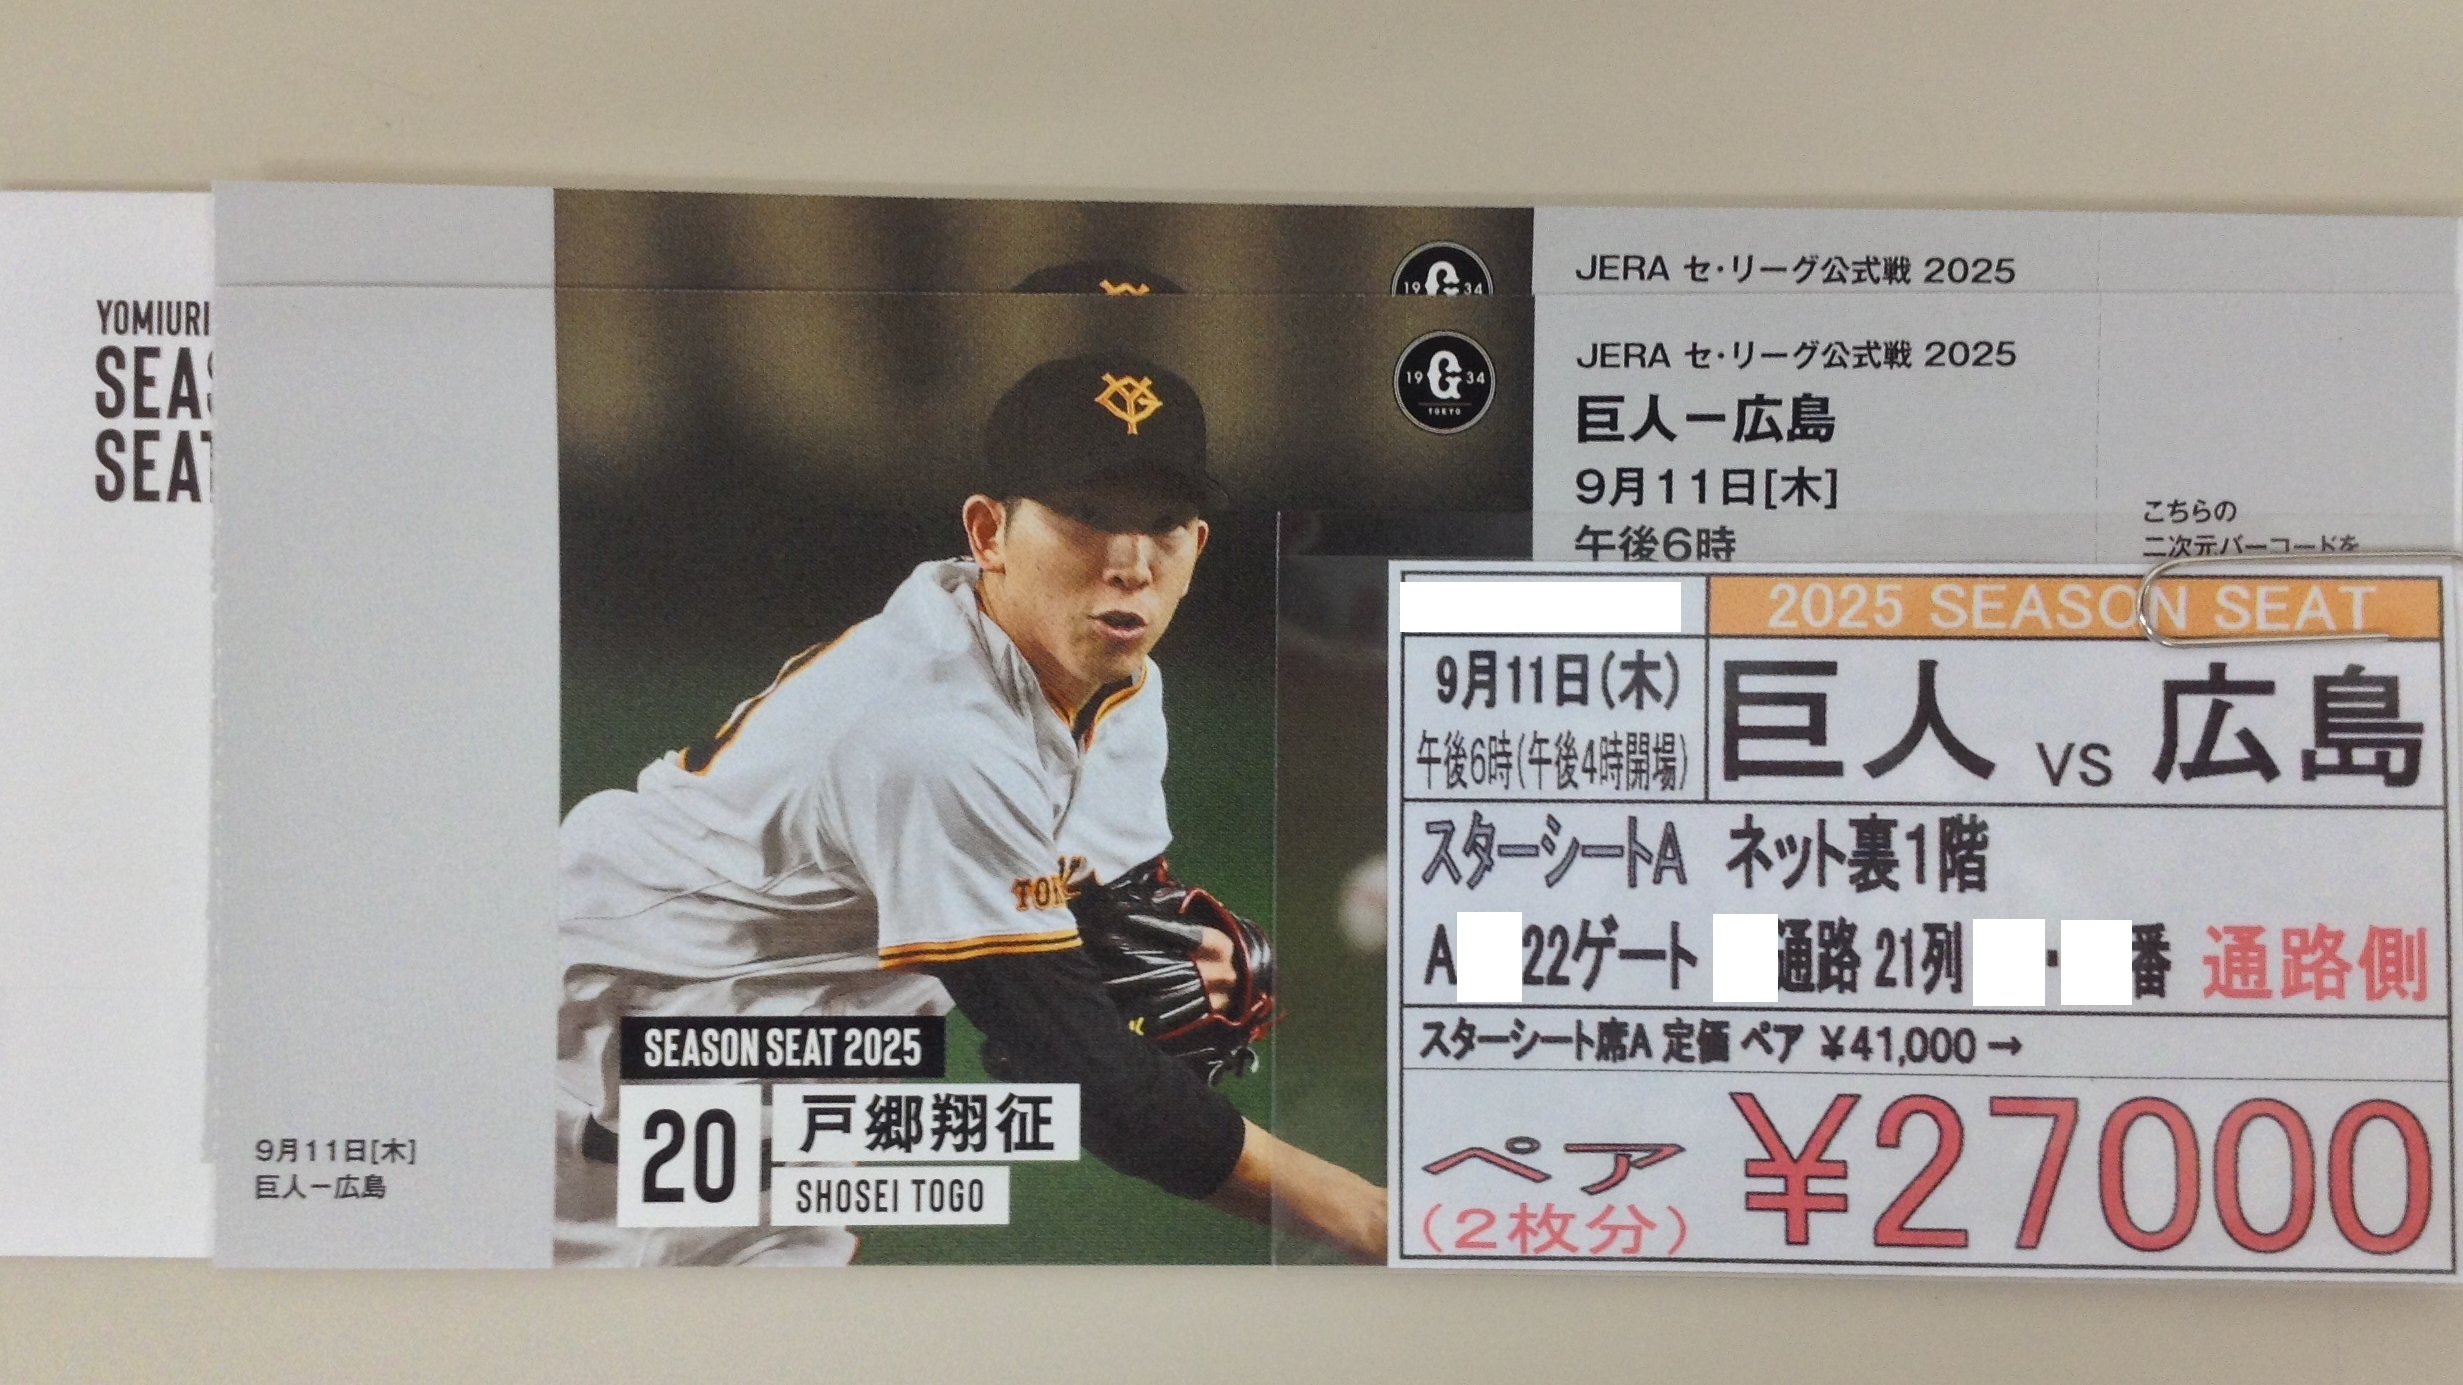 YOMIURI
SEAS
SEAT
9月11日[木]
巨人－広島
19 G 34
19 G 34
TOKYO
TOK
SEASON SEAT 2025
20
戸郷翔征
SHOSEI TOGO
JERA セ・リーグ公式戦 2025
JERA セ・リーグ公式戦 2025
巨人－広島
9月11日[木]
午後6時
こちらの
二次元バーコードを
2025 SEASON SEAT
9月11日(木)
午後6時(午後4時開場)
巨人 VS 広島
スターシートA ネット裏1階
A 22ゲート 通路 21列 ・ 番 通路側
スターシート席A 定価 ペア ¥41,000→
ペア
(2枚分)
¥27000